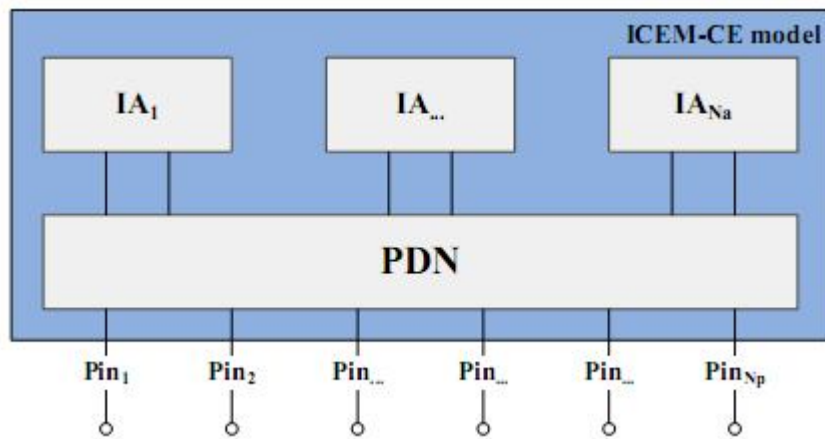 ICEM-CE model
IA₁ IA... IANa
PDN
Pin₁ Pin₂ Pin... Pin... Pin... PinNp